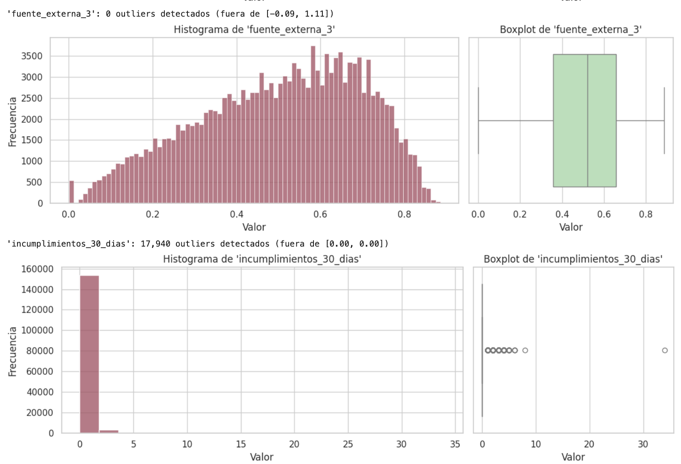 'fuente_externa_3': 0 outliers detectados (fuera de [−0.09, 1.11])
Histograma de 'fuente_externa_3'
Frecuencia
3500
3000
2500
2000
1500
1000
500
0
0.0 0.2 0.4 0.6 0.8
Valor
Boxplot de 'fuente_externa_3'
0.0 0.2 0.4 0.6 0.8
Valor
'incumplimientos_30_dias': 17,940 outliers detectados (fuera de [0.00, 0.00])
Histograma de 'incumplimientos_30_dias'
Frecuencia
160000
140000
120000
100000
80000
60000
40000
20000
0
0 5 10 15 20 25 30 35
Valor
Boxplot de 'incumplimientos_30_dias'
0 10 20 30
Valor